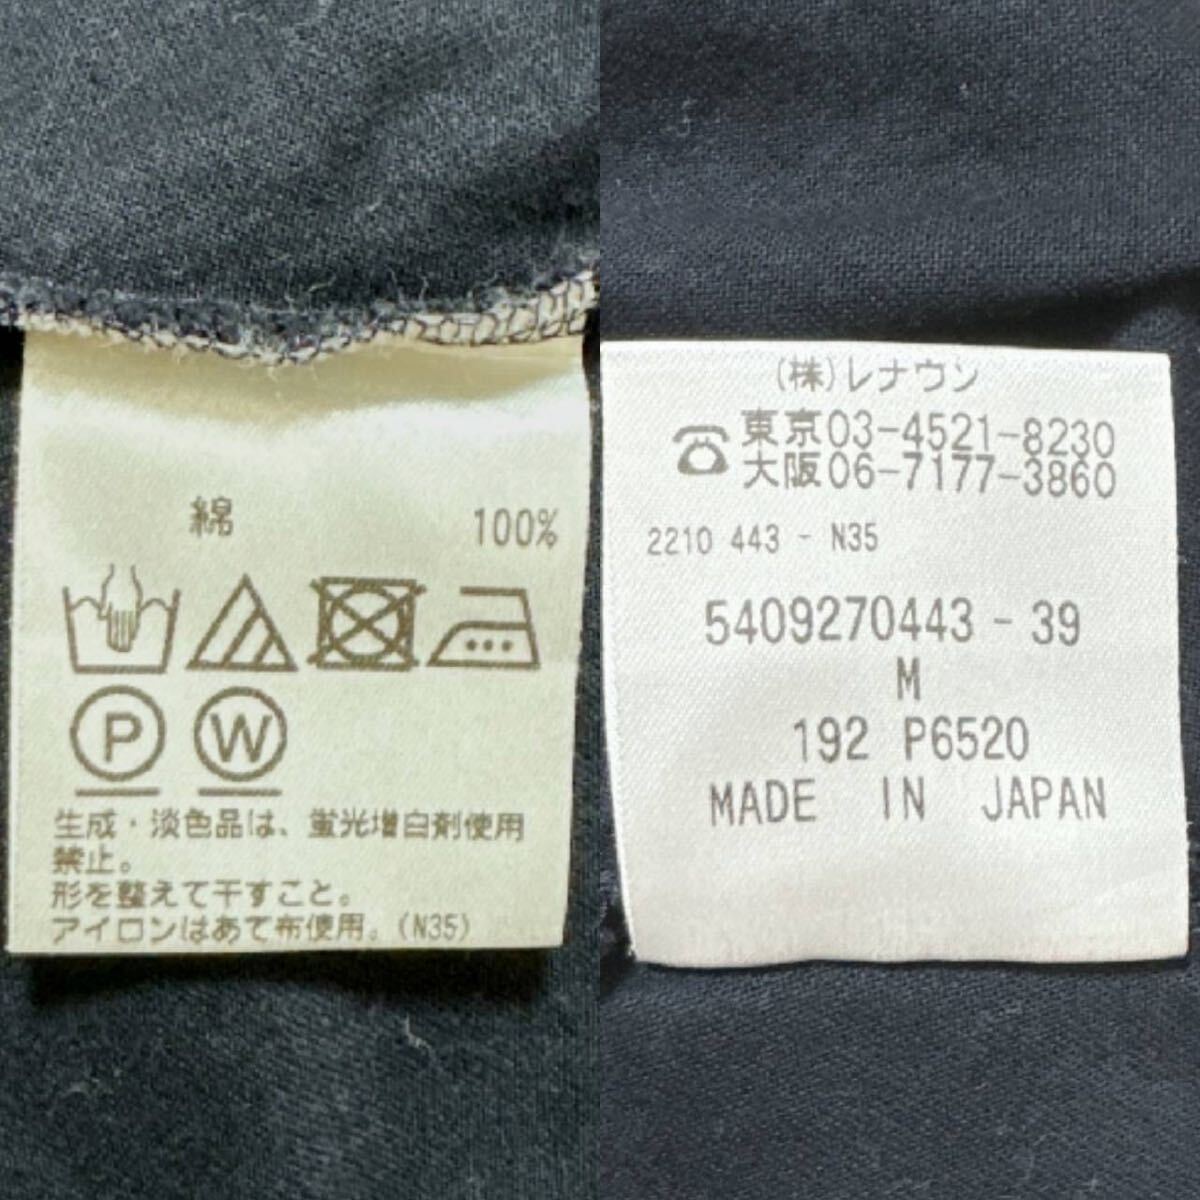 綿 100%
P W
生成・淡色品は、蛍光増白剤使用
禁止。
形を整えて干すこと。
アイロンはあて布使用。(N35)
(株)レナウン
東京03-4521-8230
大阪06-7177-3860
2210 443 - N35
5409270443 - 39
M
192 P6520
MADE IN JAPAN